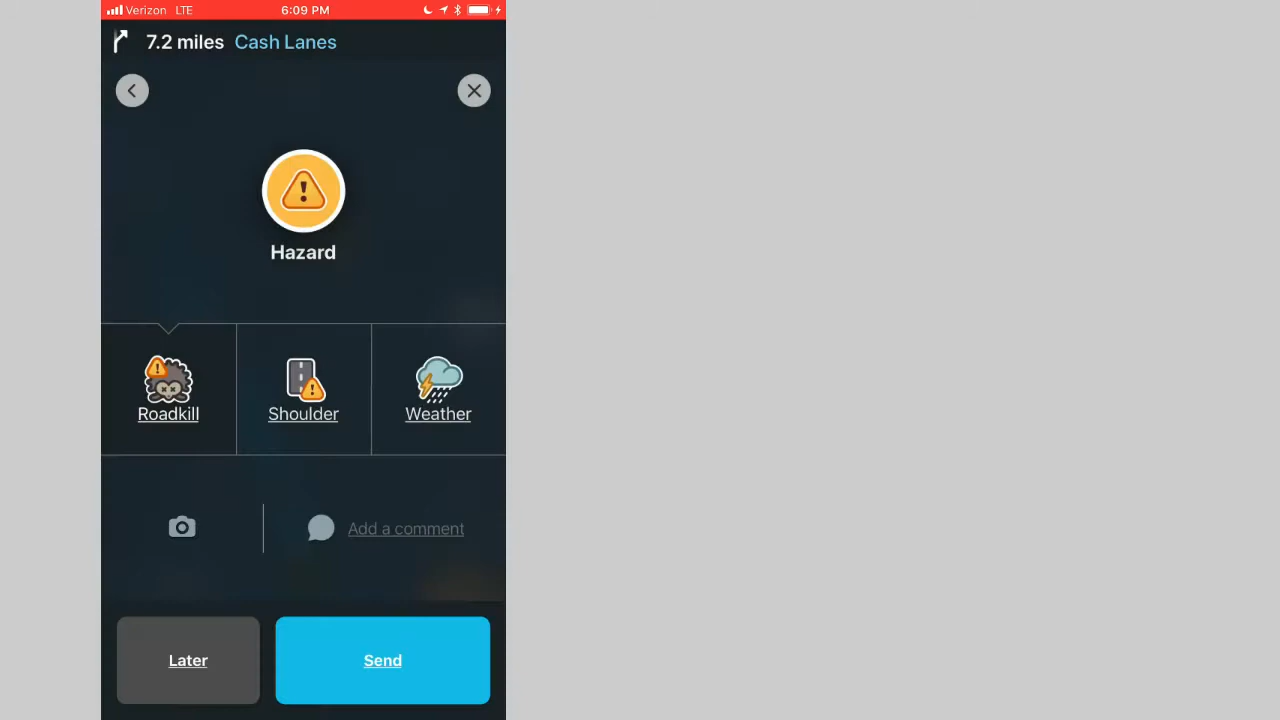 Verizon LTE 6:09 PM
7.2 miles Cash Lanes
Hazard
Roadkill Shoulder Weather
Add a comment
Later Send